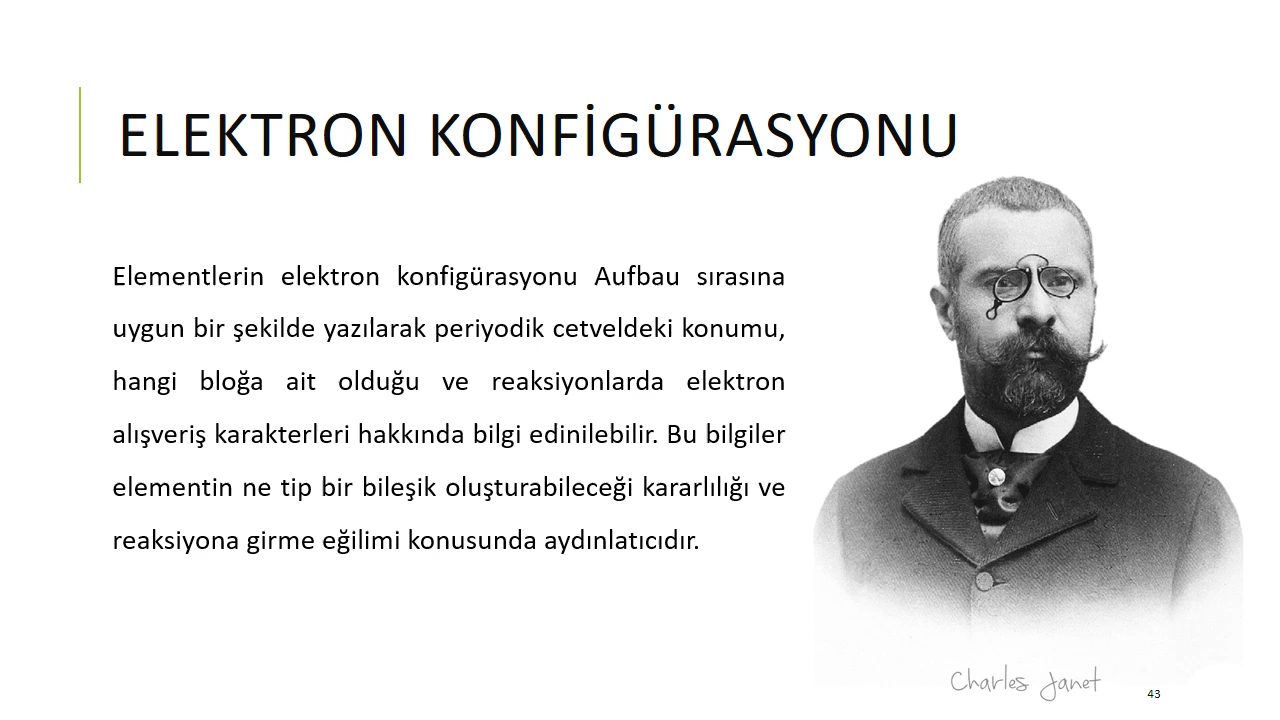 ELEKTRON KONFİGÜRASYONU
Elementlerin elektron konfigürasyonu Aufbau sırasına
uygun bir şekilde yazılarak periyodik cetveldeki konumu,
hangi bloğa ait olduğu ve reaksiyonlarda elektron
alışveriş karakterleri hakkında bilgi edinilebilir. Bu bilgiler
elementin ne tip bir bileşik oluşturabileceği kararlılığı ve
reaksiyona girme eğilimi konusunda aydınlatıcıdır.
Charles Janet
43